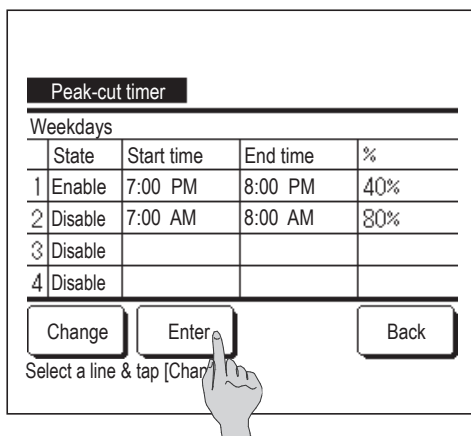 Peak-cut timer
Weekdays
State Start time End time %
1 Enable 7:00 PM 8:00 PM 40%
2 Disable 7:00 AM 8:00 AM 80%
3 Disable
4 Disable
Change Enter Back
Select a line & tap